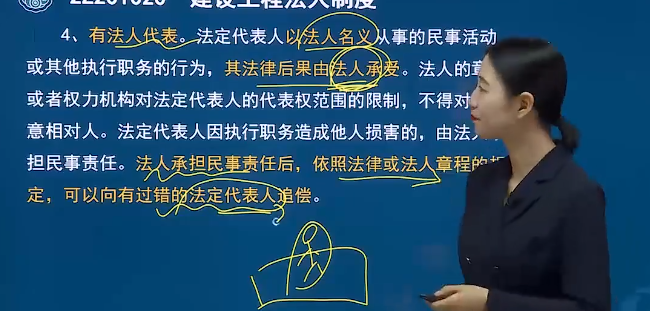 建设工程法人制度
4、有法人代表。法定代表人以法人名义从事的民事活动
或其他执行职务的行为，其法律后果由法人承受。法人的章
或者权力机构对法定代表人的代表权范围的限制，不得对
意相对人。法定代表人因执行职务造成他人损害的，由法
担民事责任。法人承担民事责任后，依照法律或法人章程的
定，可以向有过错的法定代表人追偿。